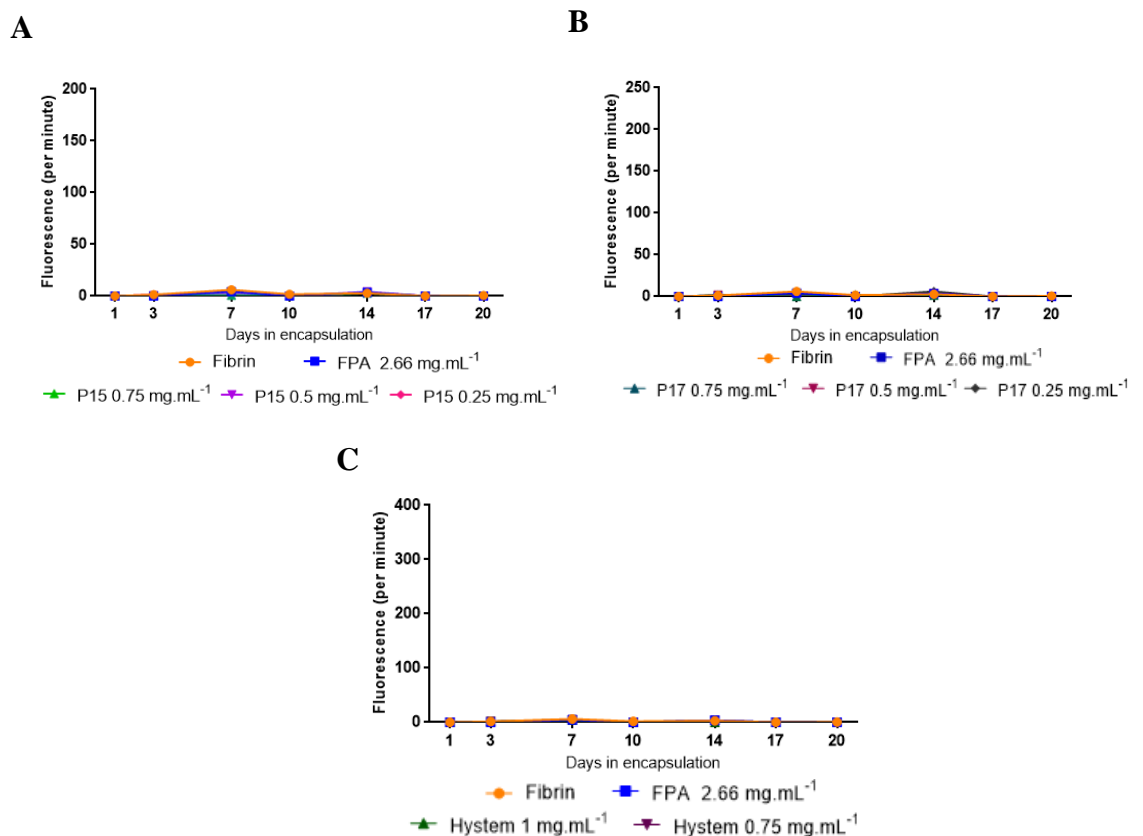 A
Fluorescence (per minute)
200
150
100
50
0
1 3 7 10 14 17 20
Days in encapsulation
Fibrin FPA 2.66 mg.mL⁻¹
P15 0.75 mg.mL⁻¹ P15 0.5 mg.mL⁻¹ P15 0.25 mg.mL⁻¹
B
Fluorescence (per minute)
250
200
150
100
50
0
1 3 7 10 14 17 20
Days in encapsulation
Fibrin FPA 2.66 mg.mL⁻¹
P17 0.75 mg.mL⁻¹ P17 0.5 mg.mL⁻¹ P17 0.25 mg.mL⁻¹
C
Fluorescence (per minute)
400
300
200
100
0
1 3 7 10 14 17 20
Days in encapsulation
Fibrin FPA 2.66 mg.mL⁻¹
Hystem 1 mg.mL⁻¹ Hystem 0.75 mg.mL⁻¹